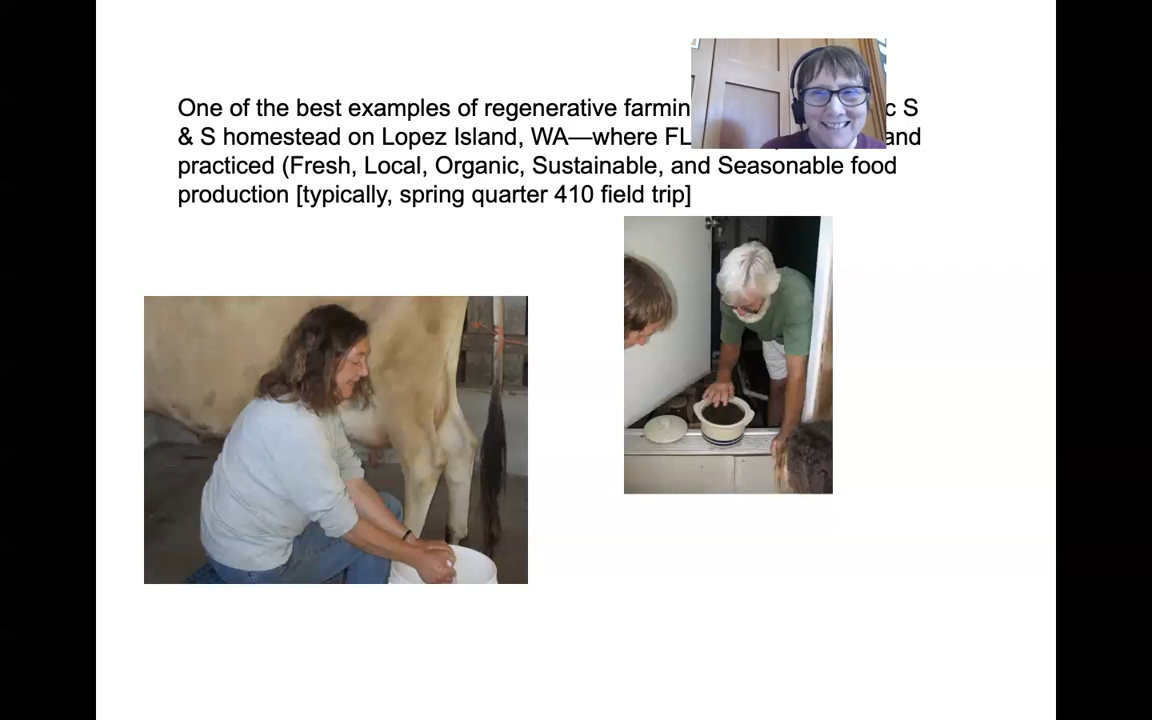 One of the best examples of regenerative farmin c S
& S homestead on Lopez Island, WA—where FL and
practiced (Fresh, Local, Organic, Sustainable, and Seasonable food
production [typically, spring quarter 410 field trip]